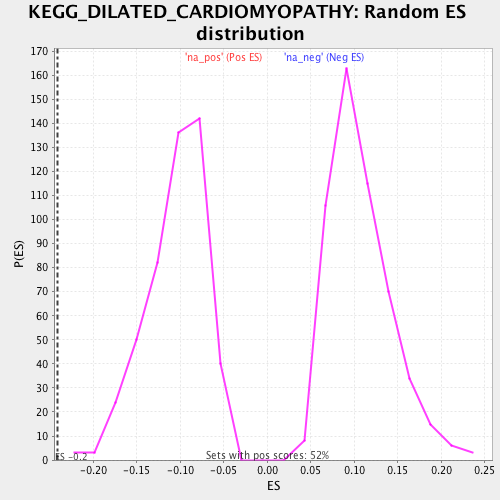 KEGG_DILATED_CARDIOMYOPATHY: Random ES
distribution
'na_pos' (Pos ES) 'na_neg' (Neg ES)
170
160
150
140
130
120
110
100
90
80
70
60
50
40
30
20
10
0
P(ES)
ES -0.2
Sets with pos scores: 52%
-0.20 -0.15 -0.10 -0.05 0.00 0.05 0.10 0.15 0.20 0.25
ES